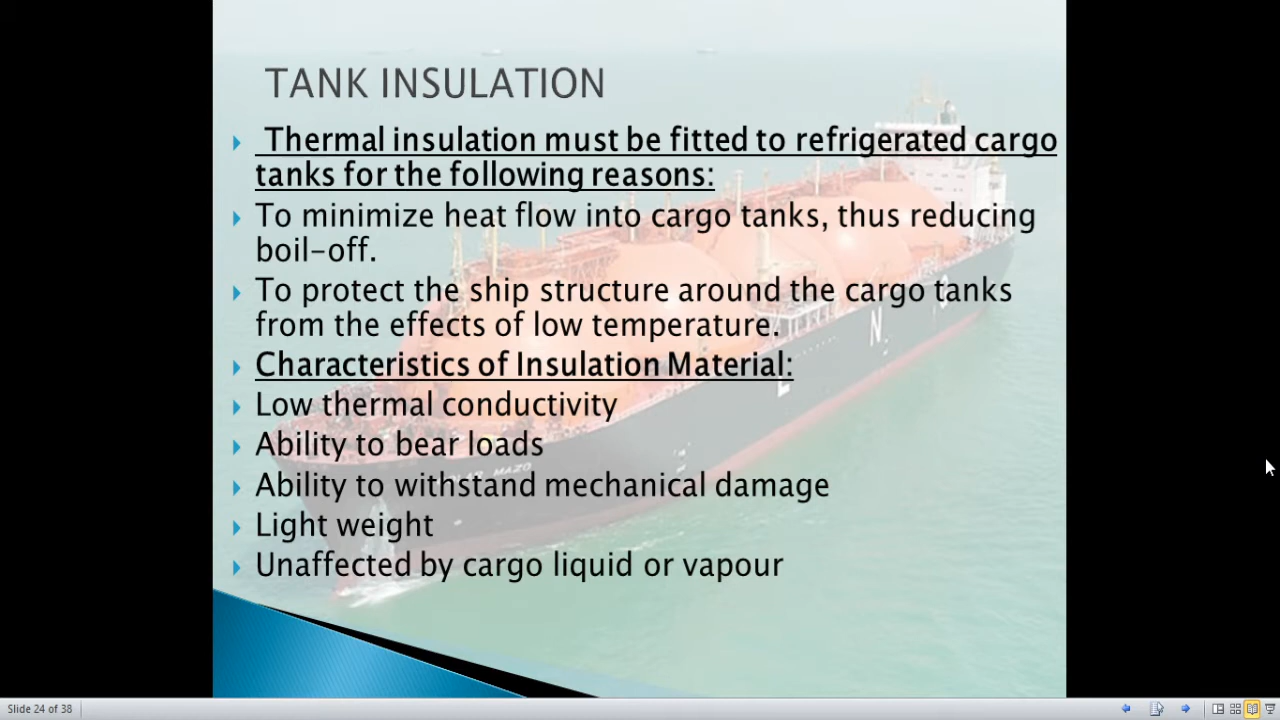 TANK INSULATION
Thermal insulation must be fitted to refrigerated cargo
tanks for the following reasons:
To minimize heat flow into cargo tanks, thus reducing
boil-off.
To protect the ship structure around the cargo tanks
from the effects of low temperature.
Characteristics of Insulation Material:
Low thermal conductivity
Ability to bear loads
Ability to withstand mechanical damage
Light weight
Unaffected by cargo liquid or vapour
Slide 24 of 38